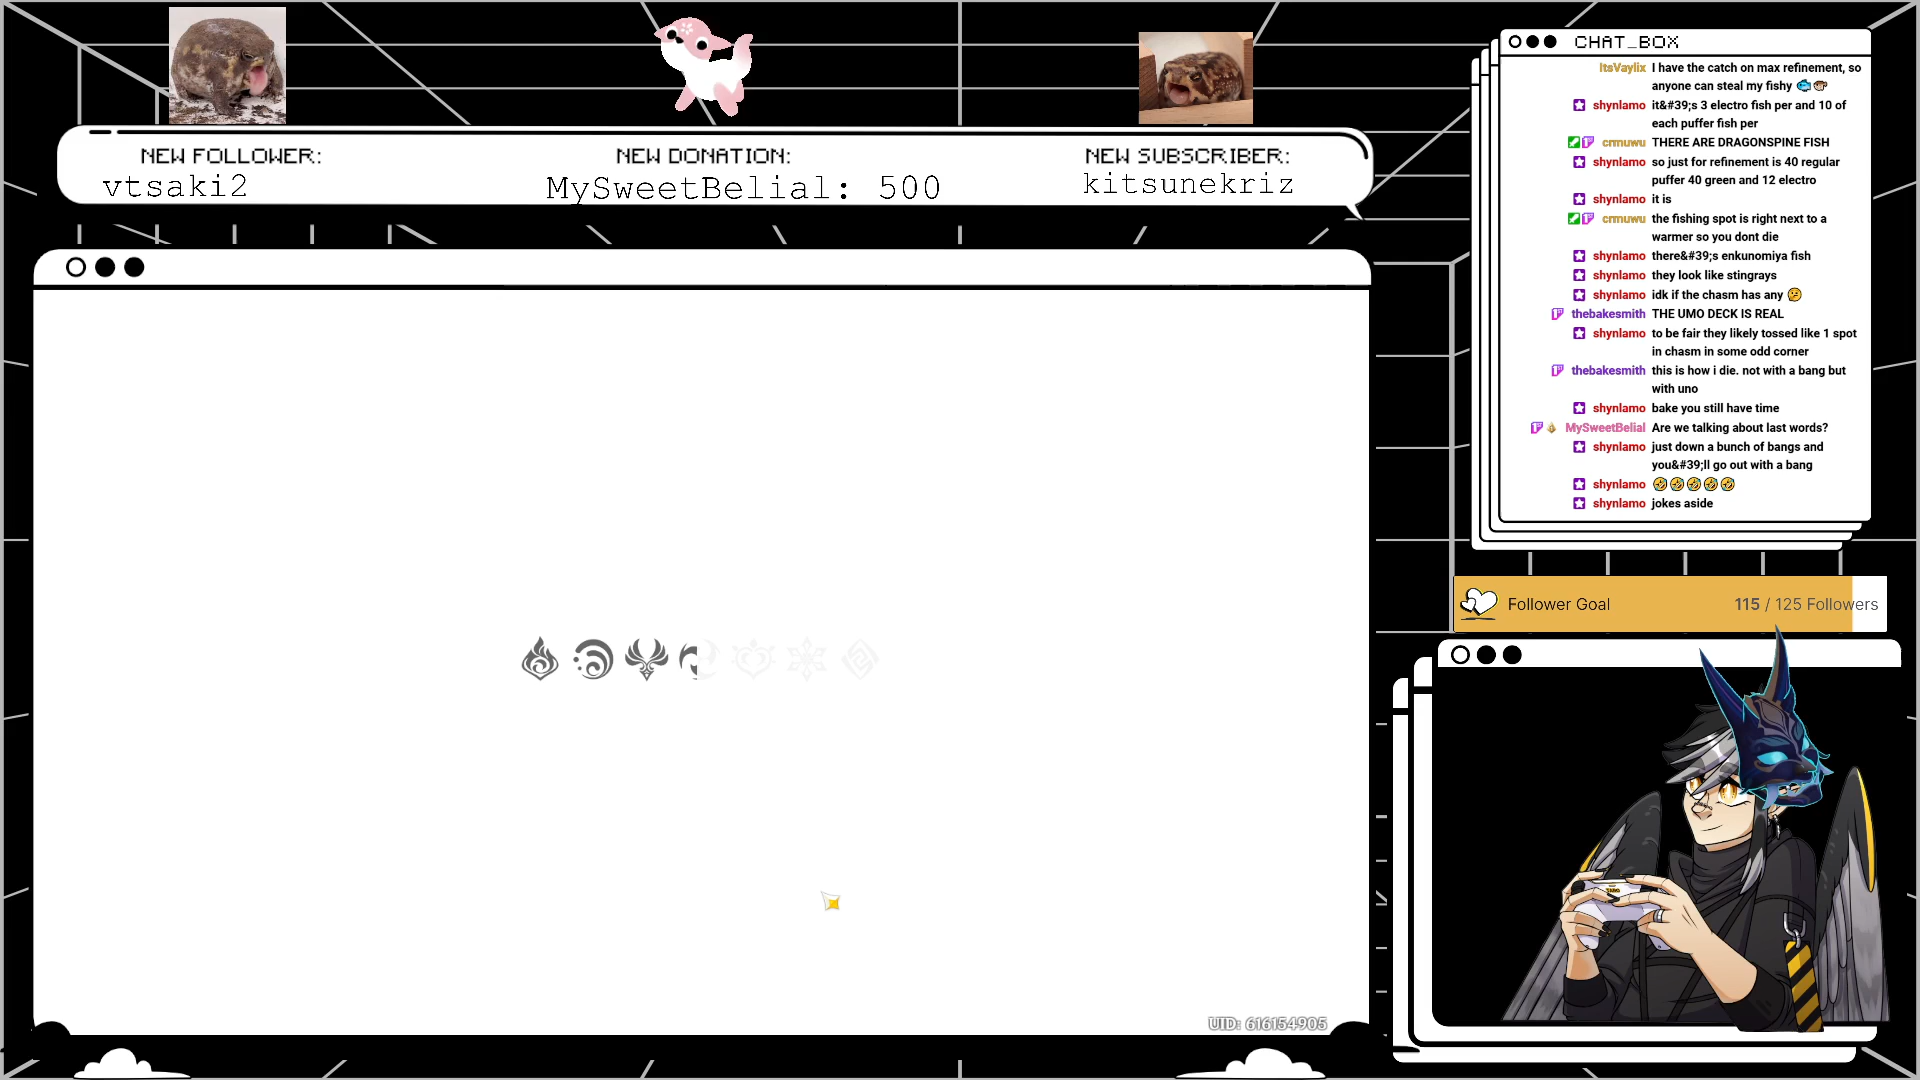 NEW FOLLOWER:
vtsaki2
NEW DONATION:
MySweetBelial: 500
NEW SUBSCRIBER:
kitsunekriz
CHAT_BOX
ItsVaylix I have the catch on max refinement, so
anyone can steal my fishy
shynlamo it&#39;s 3 electro fish per and 10 of
each puffer fish per
crmuwu THERE ARE DRAGONSPINE FISH
shynlamo so just for refinement is 40 regular
puffer 40 green and 12 electro
shynlamo it is
crmuwu the fishing spot is right next to a
warmer so you dont die
shynlamo there&#39;s enkunomiya fish
shynlamo they look like stingrays
shynlamo idk if the chasm has any
thebakesmith THE UMO DECK IS REAL
shynlamo to be fair they likely tossed like 1 spot
in chasm in some odd corner
thebakesmith this is how i die. not with a bang but
with uno
shynlamo bake you still have time
MySweetBelial Are we talking about last words?
shynlamo just down a bunch of bangs and
you&#39;ll go out with a bang
shynlamo
shynlamo jokes aside
Follower Goal 115 / 125 Followers
UID: 616154905